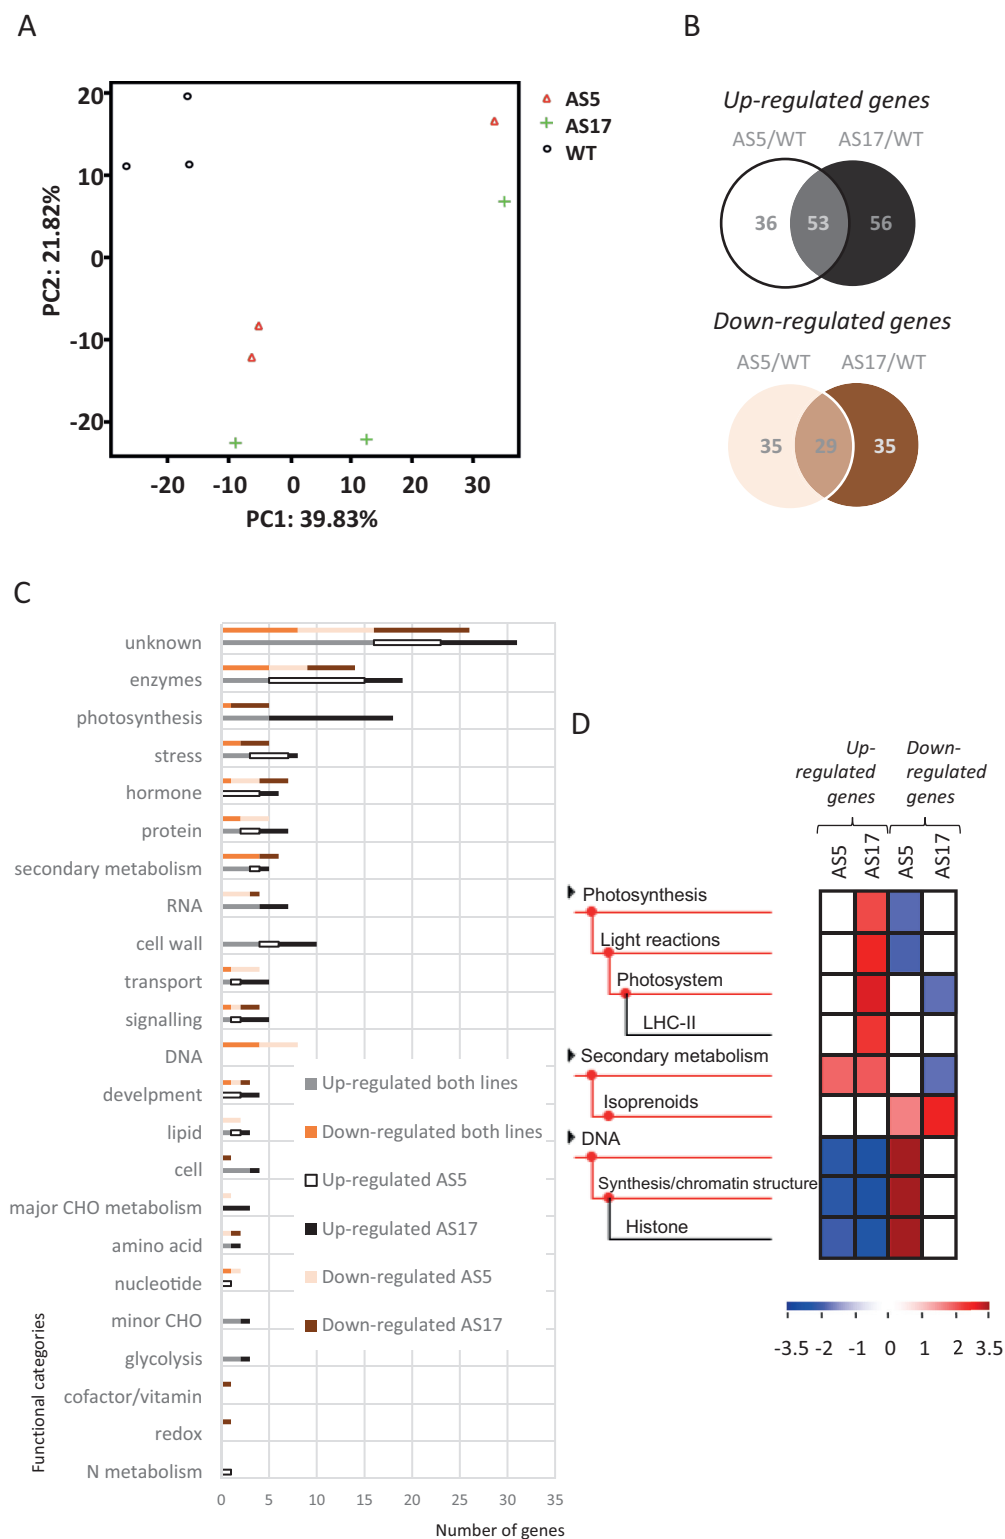 A
B
20
10
0
-10
-20
PC2: 21.82%
-20 -10 0 10 20 30
PC1: 39.83%
AS5
AS17
WT
Up-regulated genes
AS5/WT AS17/WT
36 53 56
Down-regulated genes
AS5/WT AS17/WT
35 29 35
C
unknown
enzymes
photosynthesis
stress
hormone
protein
secondary metabolism
RNA
cell wall
transport
signalling
DNA
develpment
lipid
cell
major CHO metabolism
amino acid
nucleotide
minor CHO
glycolysis
cofactor/vitamin
redox
N metabolism
Functional categories
0 5 10 15 20 25 30 35
Number of genes
Up-regulated both lines
Down-regulated both lines
Up-regulated AS5
Up-regulated AS17
Down-regulated AS5
Down-regulated AS17
D
Up-
regulated
genes
Down-
regulated
genes
AS5 AS17 AS5 AS17
Photosynthesis
Light reactions
Photosystem
LHC-II
Secondary metabolism
Isoprenoids
DNA
Synthesis/chromatin structure
Histone
-3.5 -2 -1 0 1 2 3.5